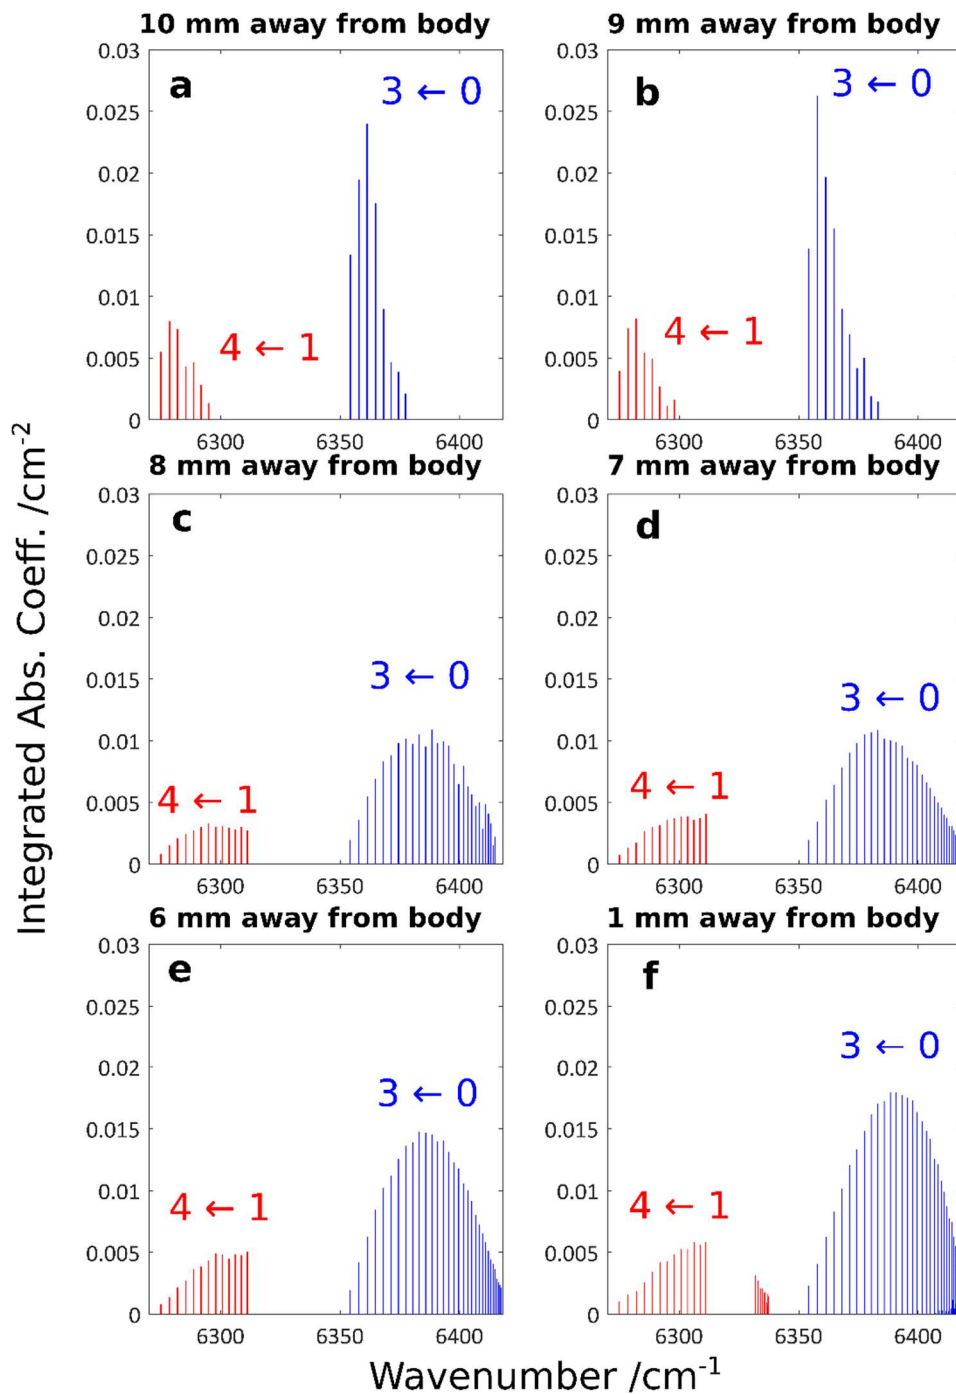 10 mm away from body
9 mm away from body
0.03
0.025
0.02
0.015
0.01
0.005
0
a
3 ← 0
4 ← 1
6300
6350
6400
0.03
0.025
0.02
0.015
0.01
0.005
0
b
3 ← 0
4 ← 1
6300
6350
6400
8 mm away from body
7 mm away from body
0.03
0.025
0.02
0.015
0.01
0.005
0
c
3 ← 0
4 ← 1
6300
6350
6400
0.03
0.025
0.02
0.015
0.01
0.005
0
d
3 ← 0
4 ← 1
6300
6350
6400
6 mm away from body
1 mm away from body
0.03
0.025
0.02
0.015
0.01
0.005
0
e
3 ← 0
4 ← 1
6300
6350
6400
0.03
0.025
0.02
0.015
0.01
0.005
0
f
3 ← 0
4 ← 1
6300
6350
6400
Integrated Abs. Coeff. /cm⁻²
Wavenumber /cm⁻¹